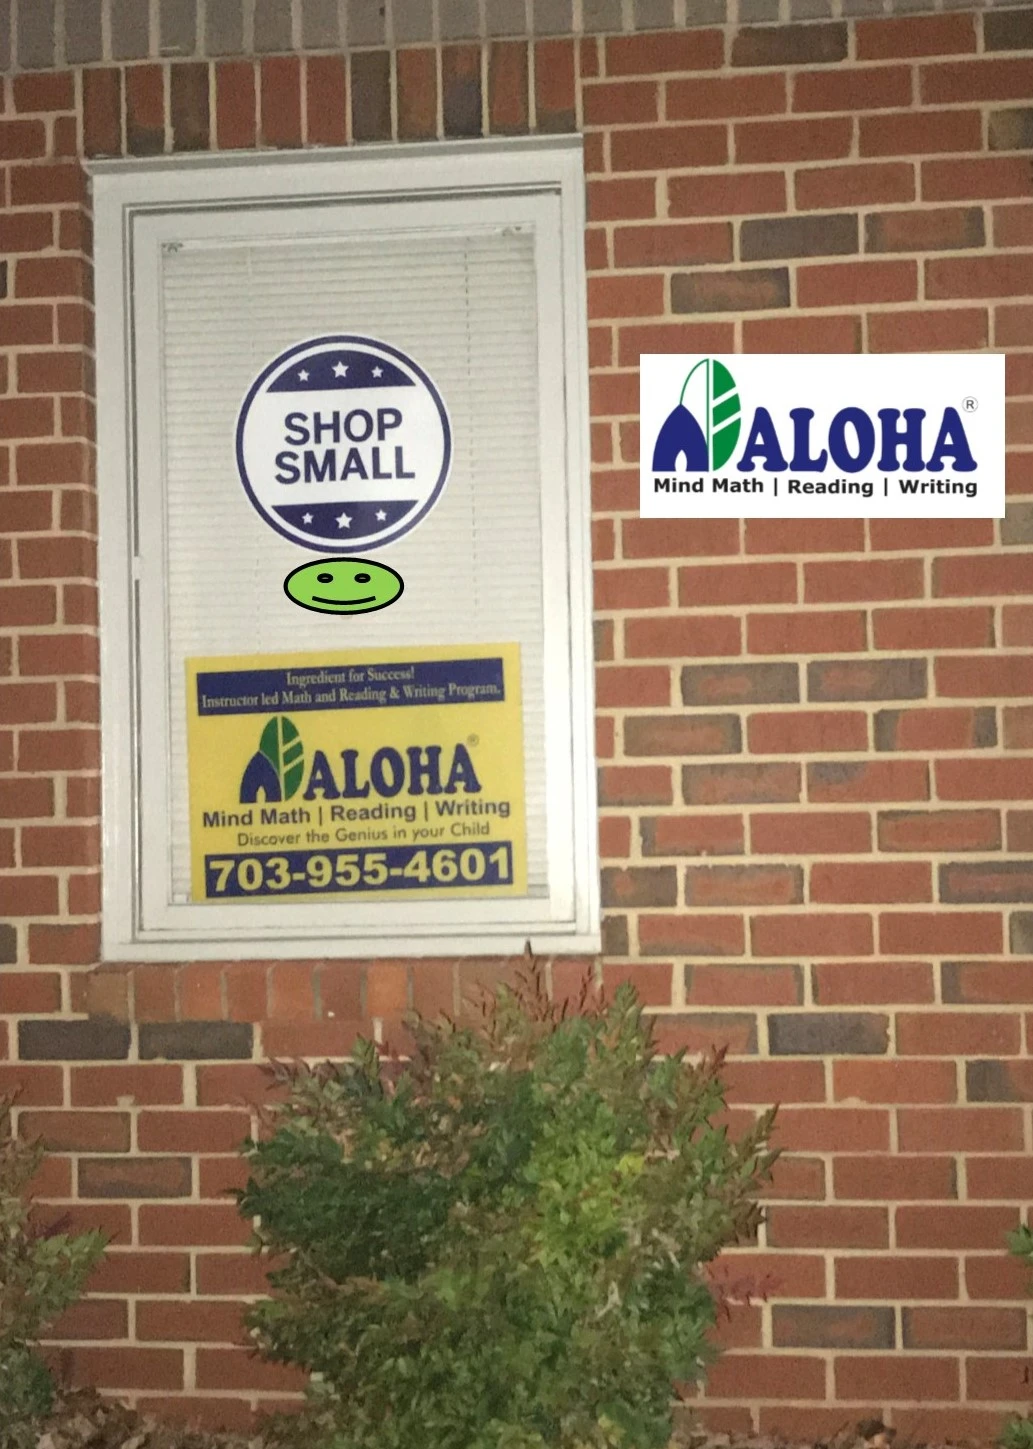 SHOP
SMALL
ALOHA®
Mind Math | Reading | Writing
Ingredient for Success!
Instructor led Math and Reading & Writing Program.
ALOHA®
Mind Math | Reading | Writing
Discover the Genius in your Child
703-955-4601